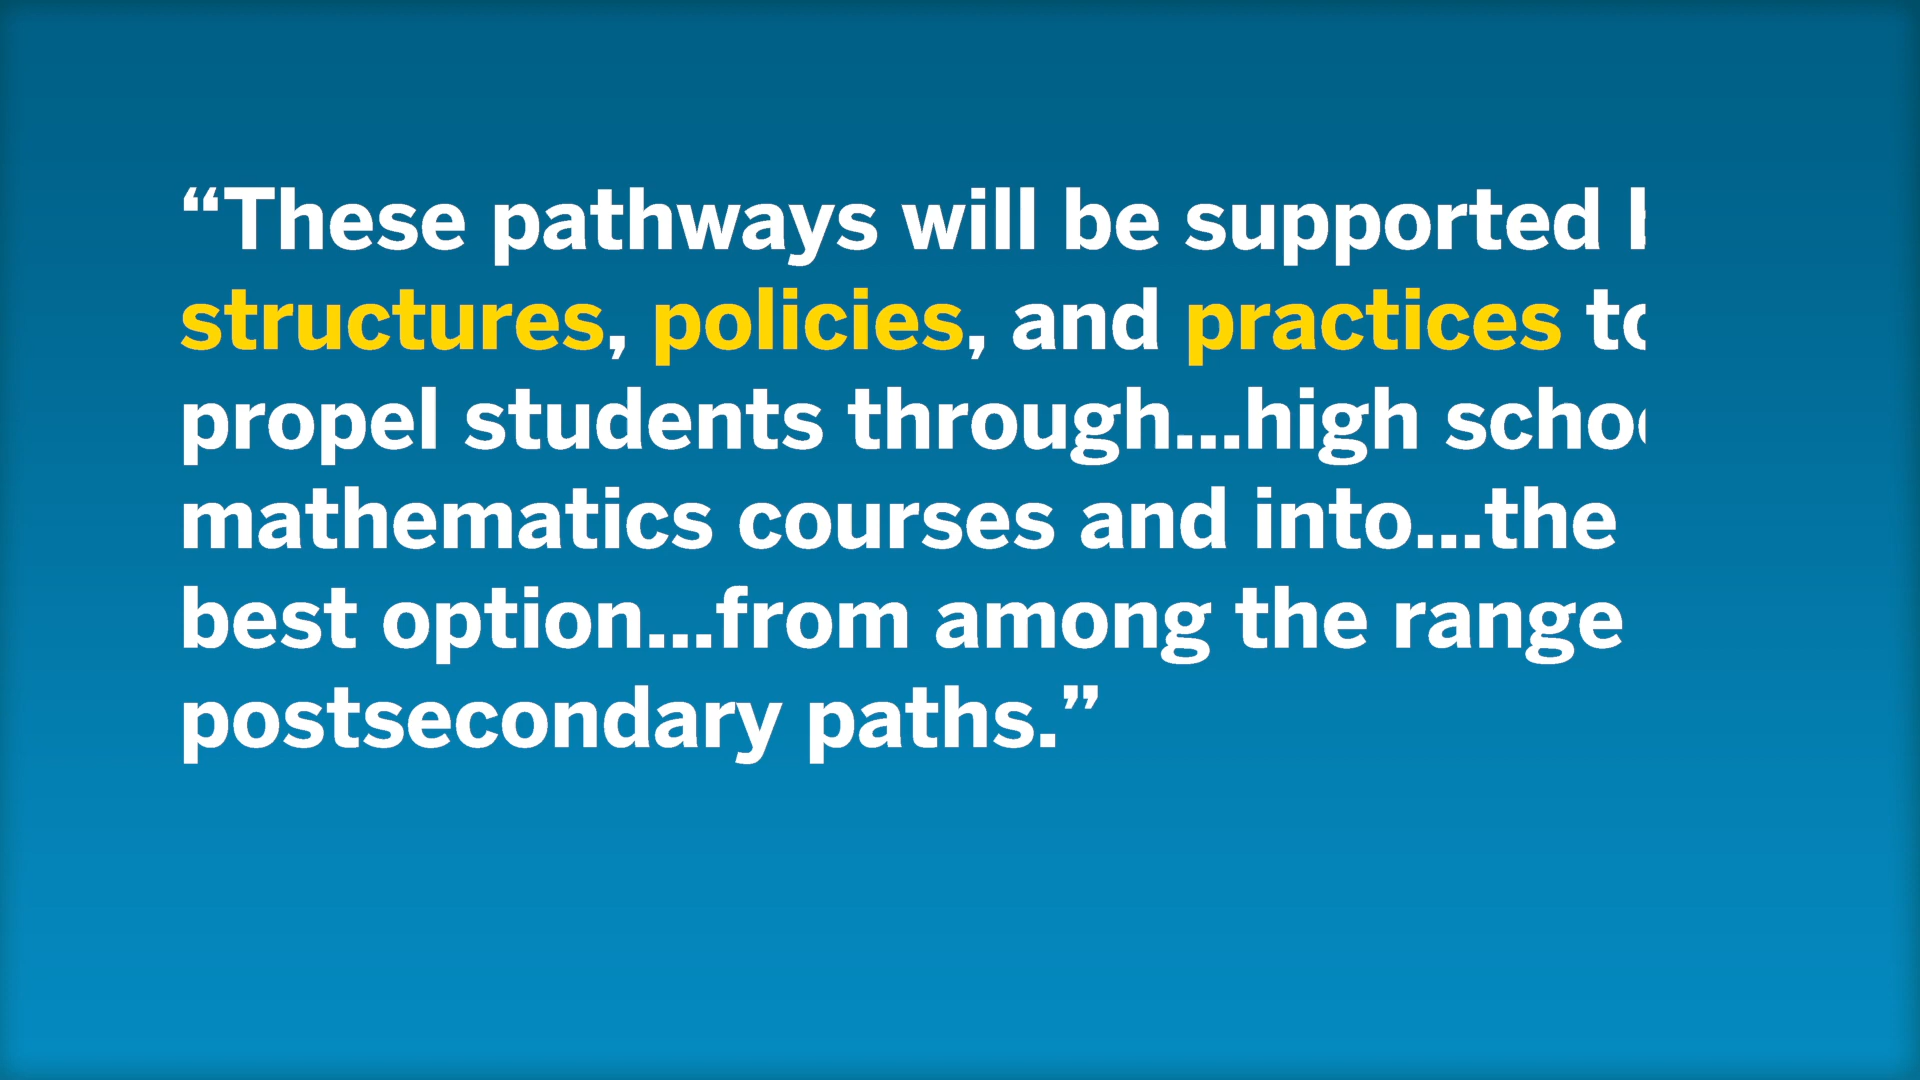 “These pathways will be supported
structures, policies, and practices
propel students through...high
mathematics courses and into...the
best option...from among the range
postsecondary paths.”